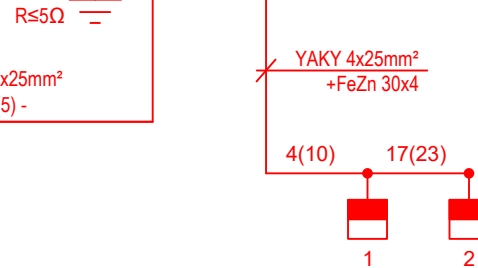 R≤5Ω
x25mm²
5) -
YAKY 4x25mm²
+FeZn 30x4
4(10) 17(23)
1 2